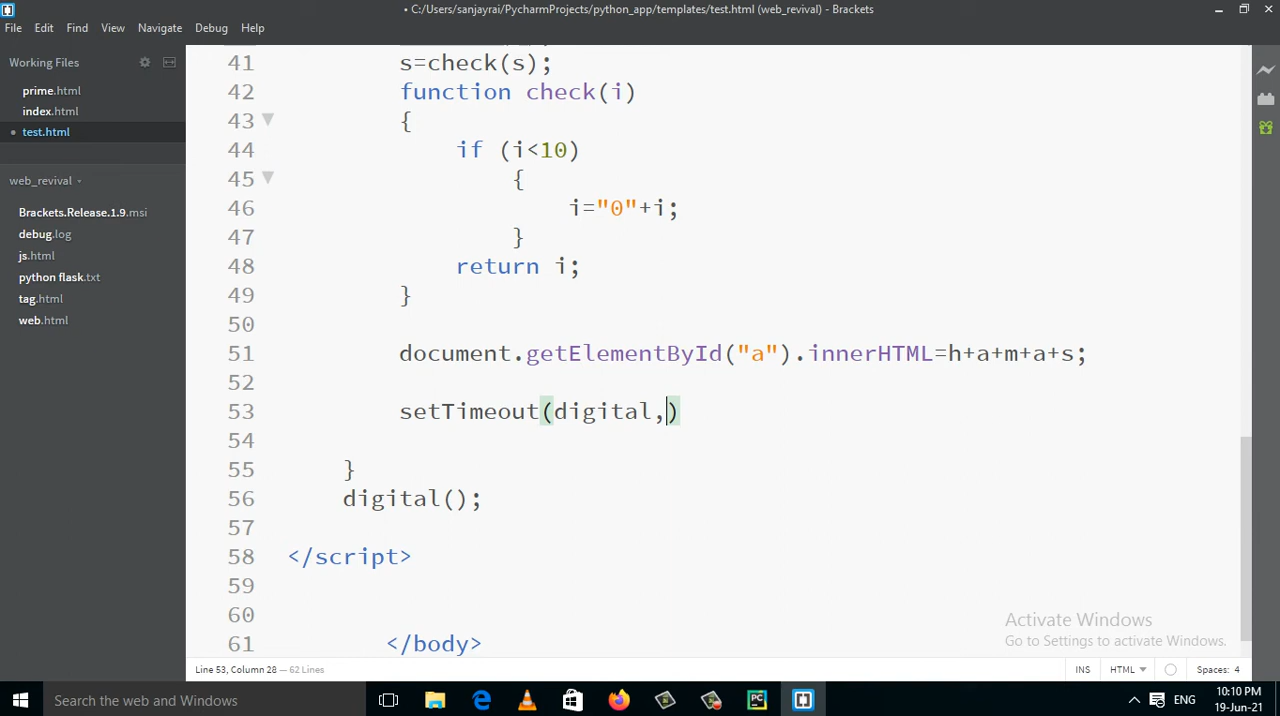 • C:/Users/sanjayrai/PycharmProjects/python_app/templates/test.html (web_revival) - Brackets
File Edit Find View Navigate Debug Help
Working Files
prime.html
index.html
• test.html
web_revival
Brackets.Release.1.9.msi
debug.log
js.html
python flask.txt
tag.html
web.html
41 s=check(s);
42 function check(i)
43 {
44 if (i<10)
45 {
46 i="0"+i;
47 }
48 return i;
49 }
50
51 document.getElementById("a").innerHTML=h+a+m+a+s;
52
53 setTimeout(digital,)
54
55 }
56 digital();
57
58 </script>
59
60
61 </body>
Activate Windows
Go to Settings to activate Windows.
Line 53, Column 28 — 62 Lines
INS HTML Spaces: 4
Search the web and Windows
ENG
10:10 PM
19-Jun-21